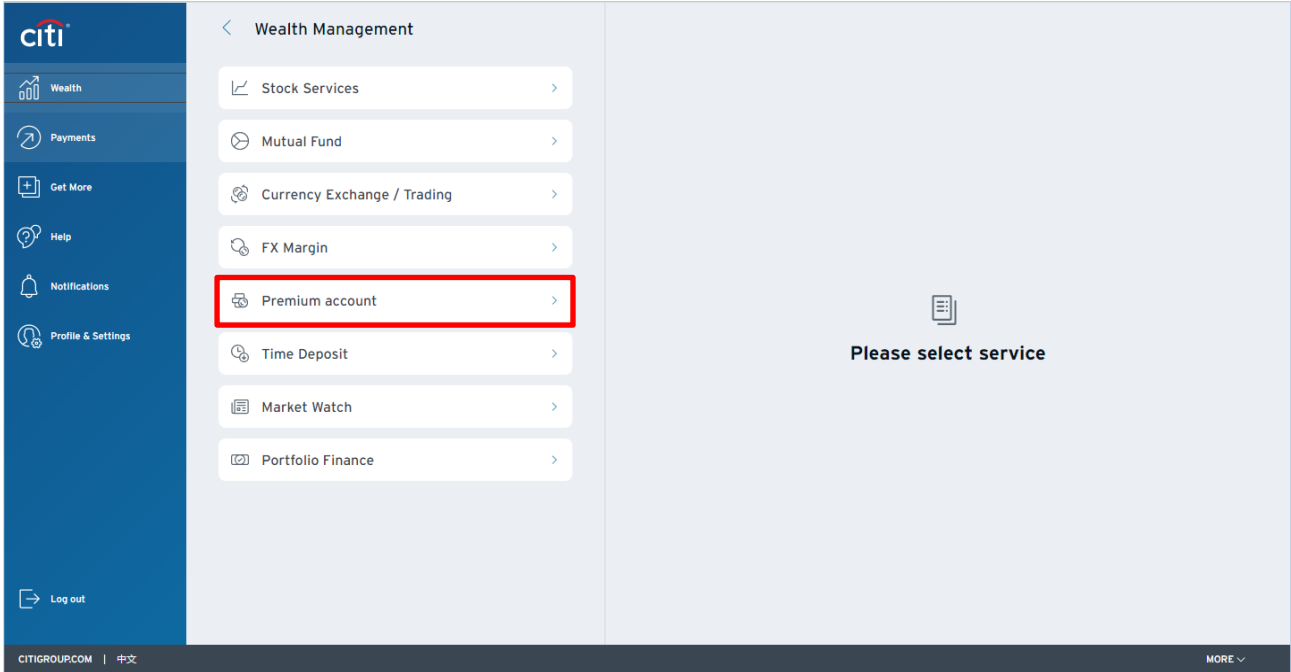 citi
Wealth
Payments
Get More
Help
Notifications
Profile & Settings
Log out
Wealth Management
Stock Services
Mutual Fund
Currency Exchange / Trading
FX Margin
Premium account
Time Deposit
Market Watch
Portfolio Finance
Please select service
CITIGROUP.COM | 中文
MORE